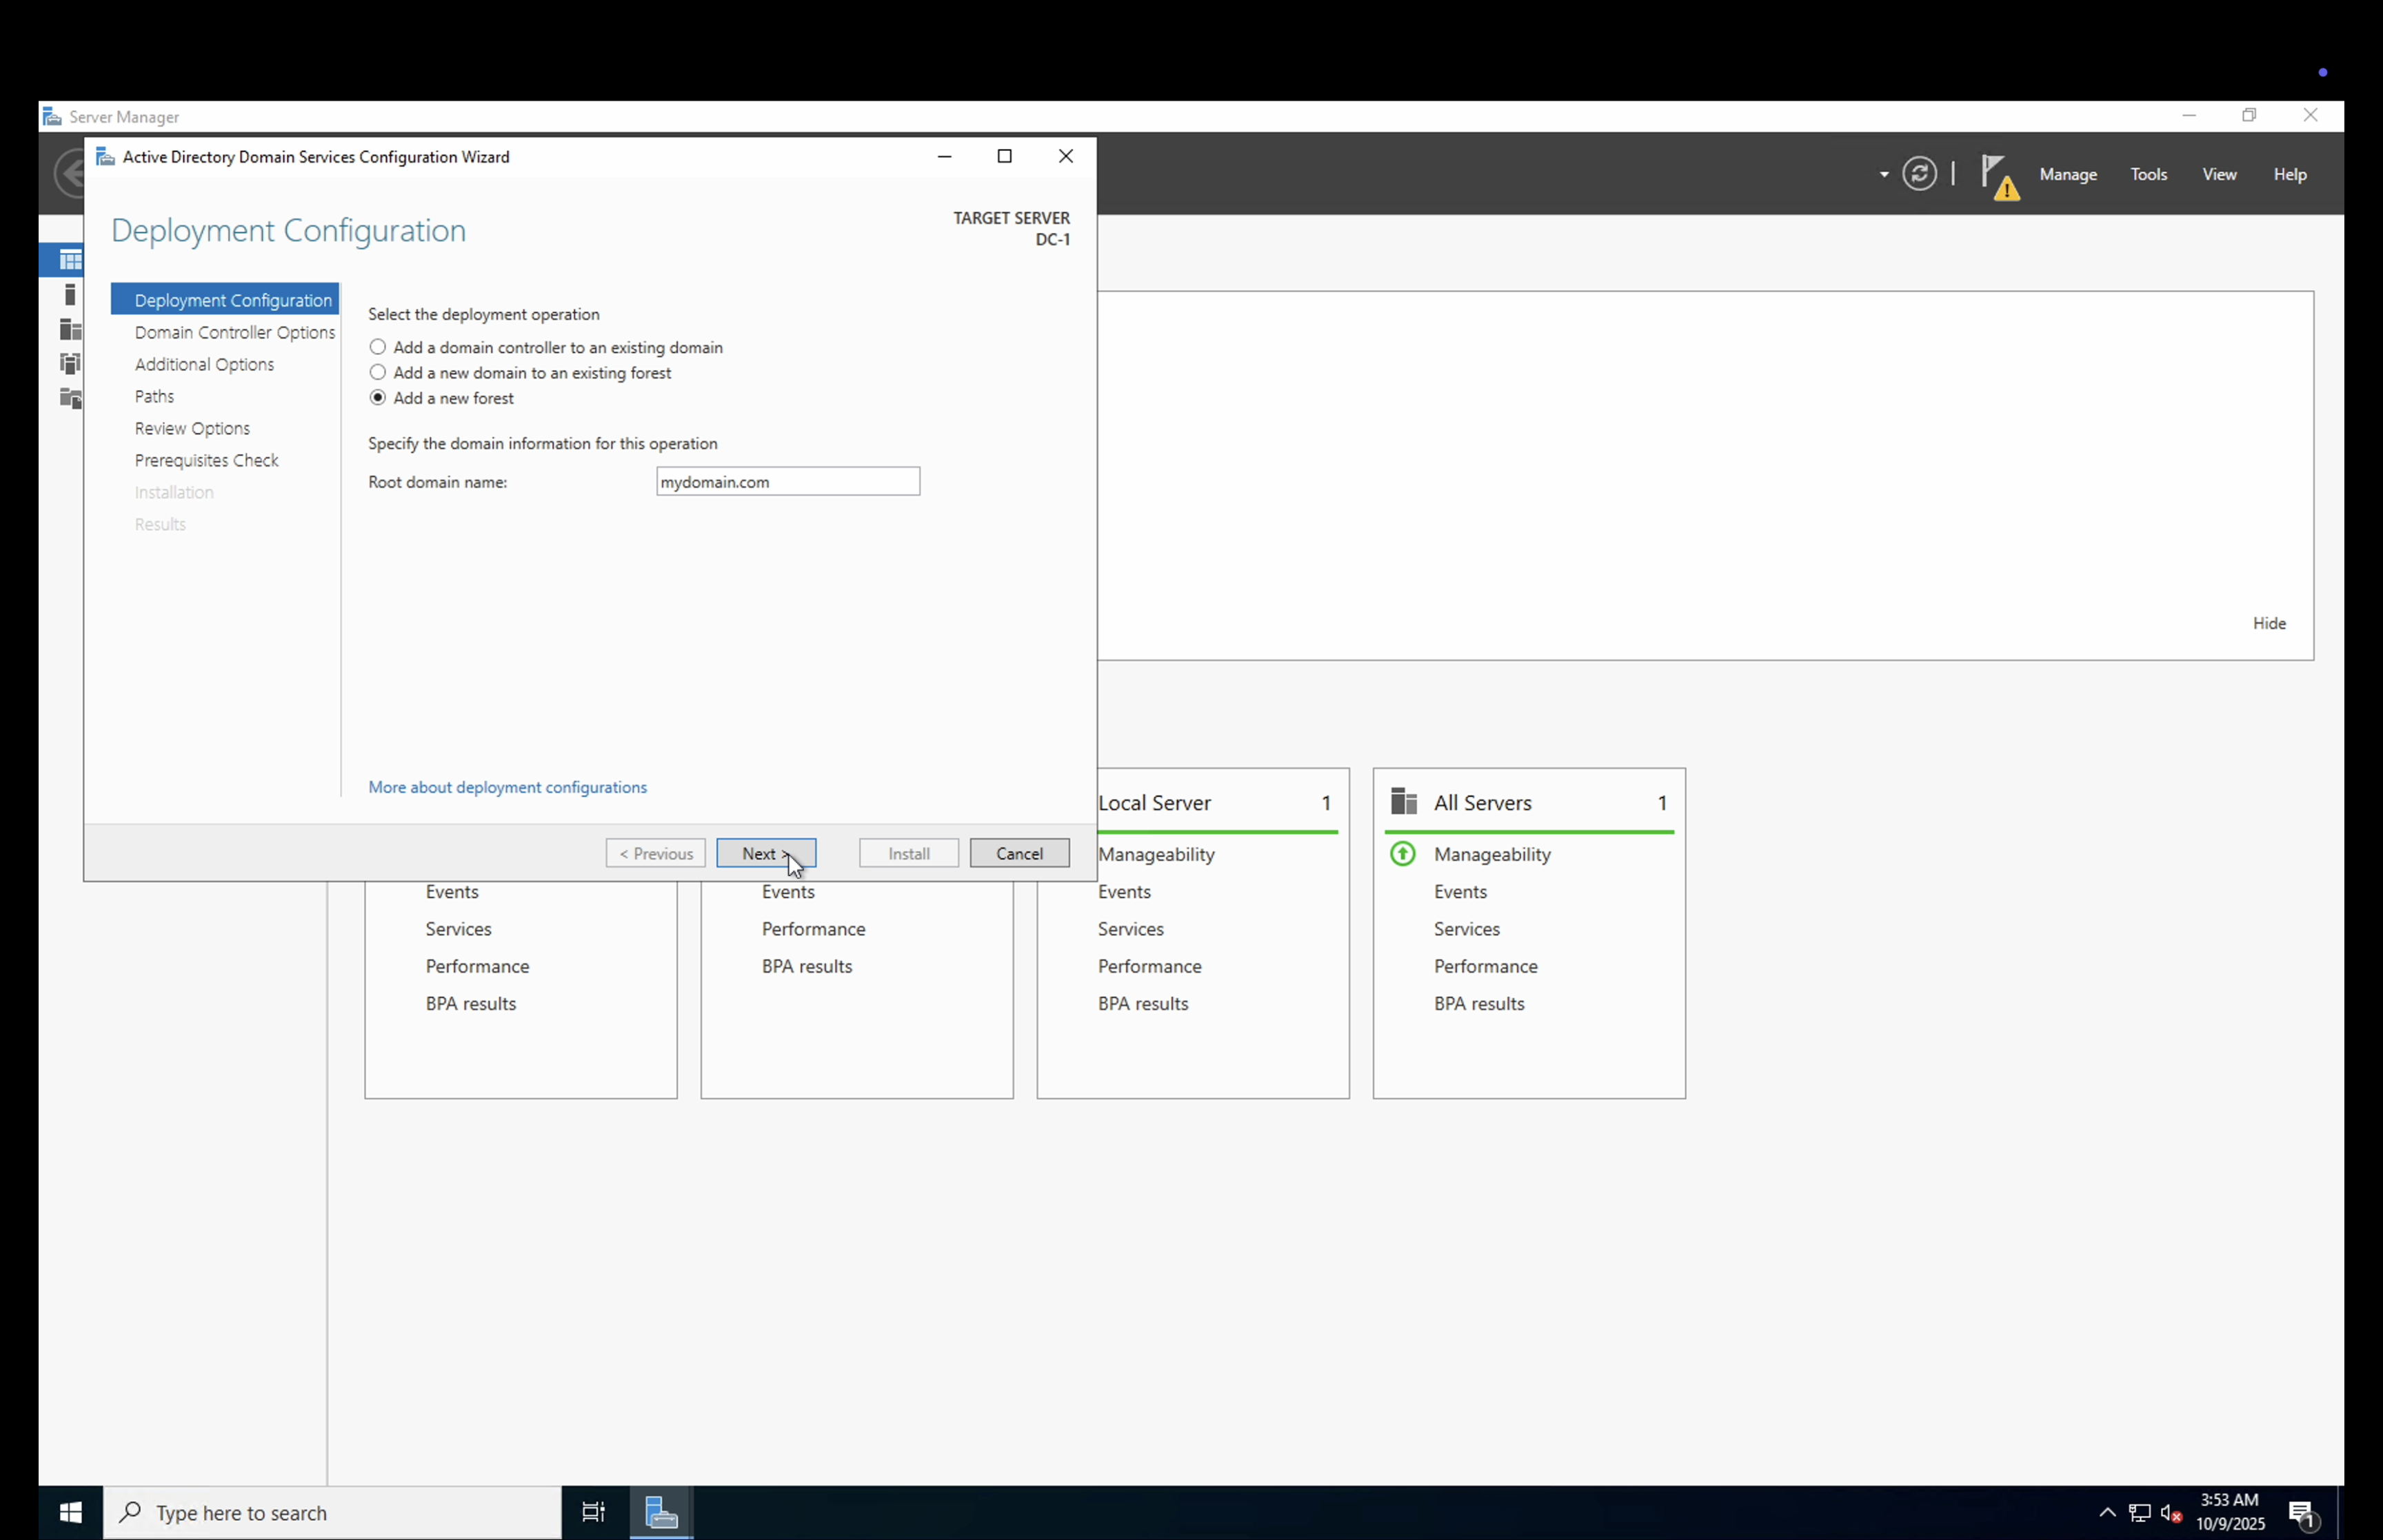 Server Manager
Manage Tools View Help
Active Directory Domain Services Configuration Wizard
Deployment Configuration
TARGET SERVER
DC-1
Deployment Configuration
Domain Controller Options
Additional Options
Paths
Review Options
Prerequisites Check
Installation
Results
Select the deployment operation
Add a domain controller to an existing domain
Add a new domain to an existing forest
Add a new forest
Specify the domain information for this operation
Root domain name: mydomain.com
More about deployment configurations
< Previous Next > Install Cancel
Hide
Events
Services
Performance
BPA results
Events
Performance
BPA results
Local Server 1
Manageability
Events
Services
Performance
BPA results
All Servers 1
Manageability
Events
Services
Performance
BPA results
Type here to search
3:53 AM
10/9/2025
1